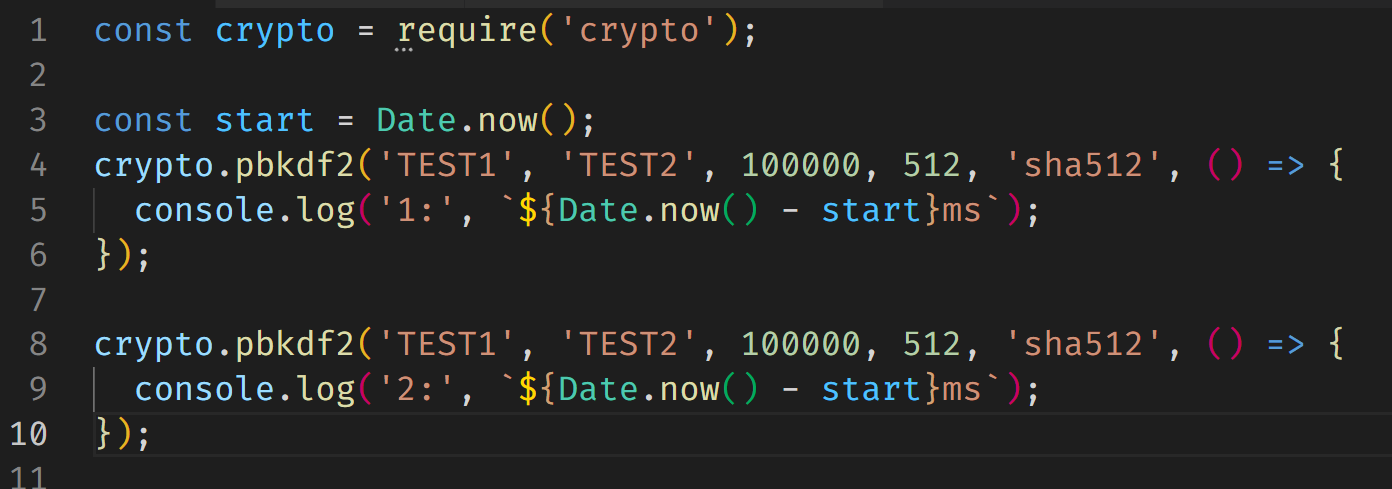 1 const crypto = require('crypto');
2
3 const start = Date.now();
4 crypto.pbkdf2('TEST1', 'TEST2', 100000, 512, 'sha512', () => {
5   console.log('1:', `${Date.now() - start}ms`);
6 });
7
8 crypto.pbkdf2('TEST1', 'TEST2', 100000, 512, 'sha512', () => {
9   console.log('2:', `${Date.now() - start}ms`);
10 });
11